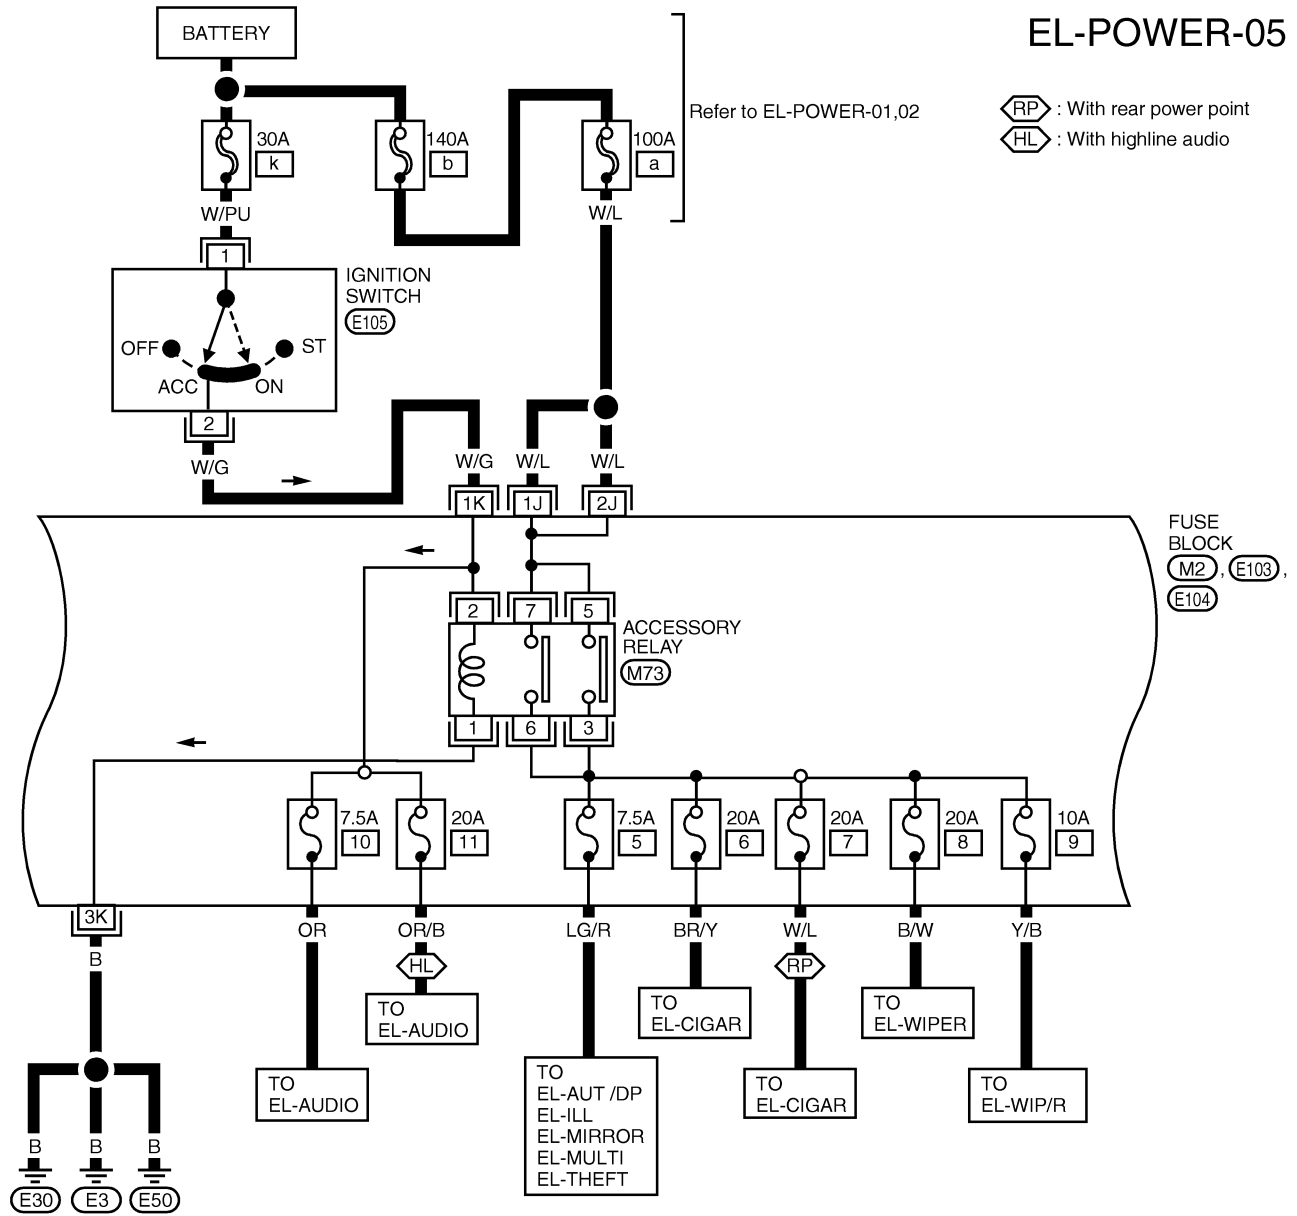 BATTERY
EL-POWER-05
RP : With rear power point
HL : With highline audio
Refer to EL-POWER-01,02
30A
k
140A
b
100A
a
W/PU
W/L
1
IGNITION
SWITCH
E105
OFF
ST
ACC
ON
2
W/G
W/G
W/L
W/L
1K
1J
2J
FUSE
BLOCK
M2 , E103 ,
E104
2
7
5
ACCESSORY
RELAY
M73
1
6
3
7.5A
10
20A
11
7.5A
5
20A
6
20A
7
20A
8
10A
9
3K
B
OR
OR/B
LG/R
BR/Y
W/L
B/W
Y/B
HL
RP
TO
EL-AUDIO
TO
EL-CIGAR
TO
EL-WIPER
TO
EL-AUDIO
TO
EL-AUT /DP
EL-ILL
EL-MIRROR
EL-MULTI
EL-THEFT
TO
EL-CIGAR
TO
EL-WIP/R
B
B
B
E30
E3
E50